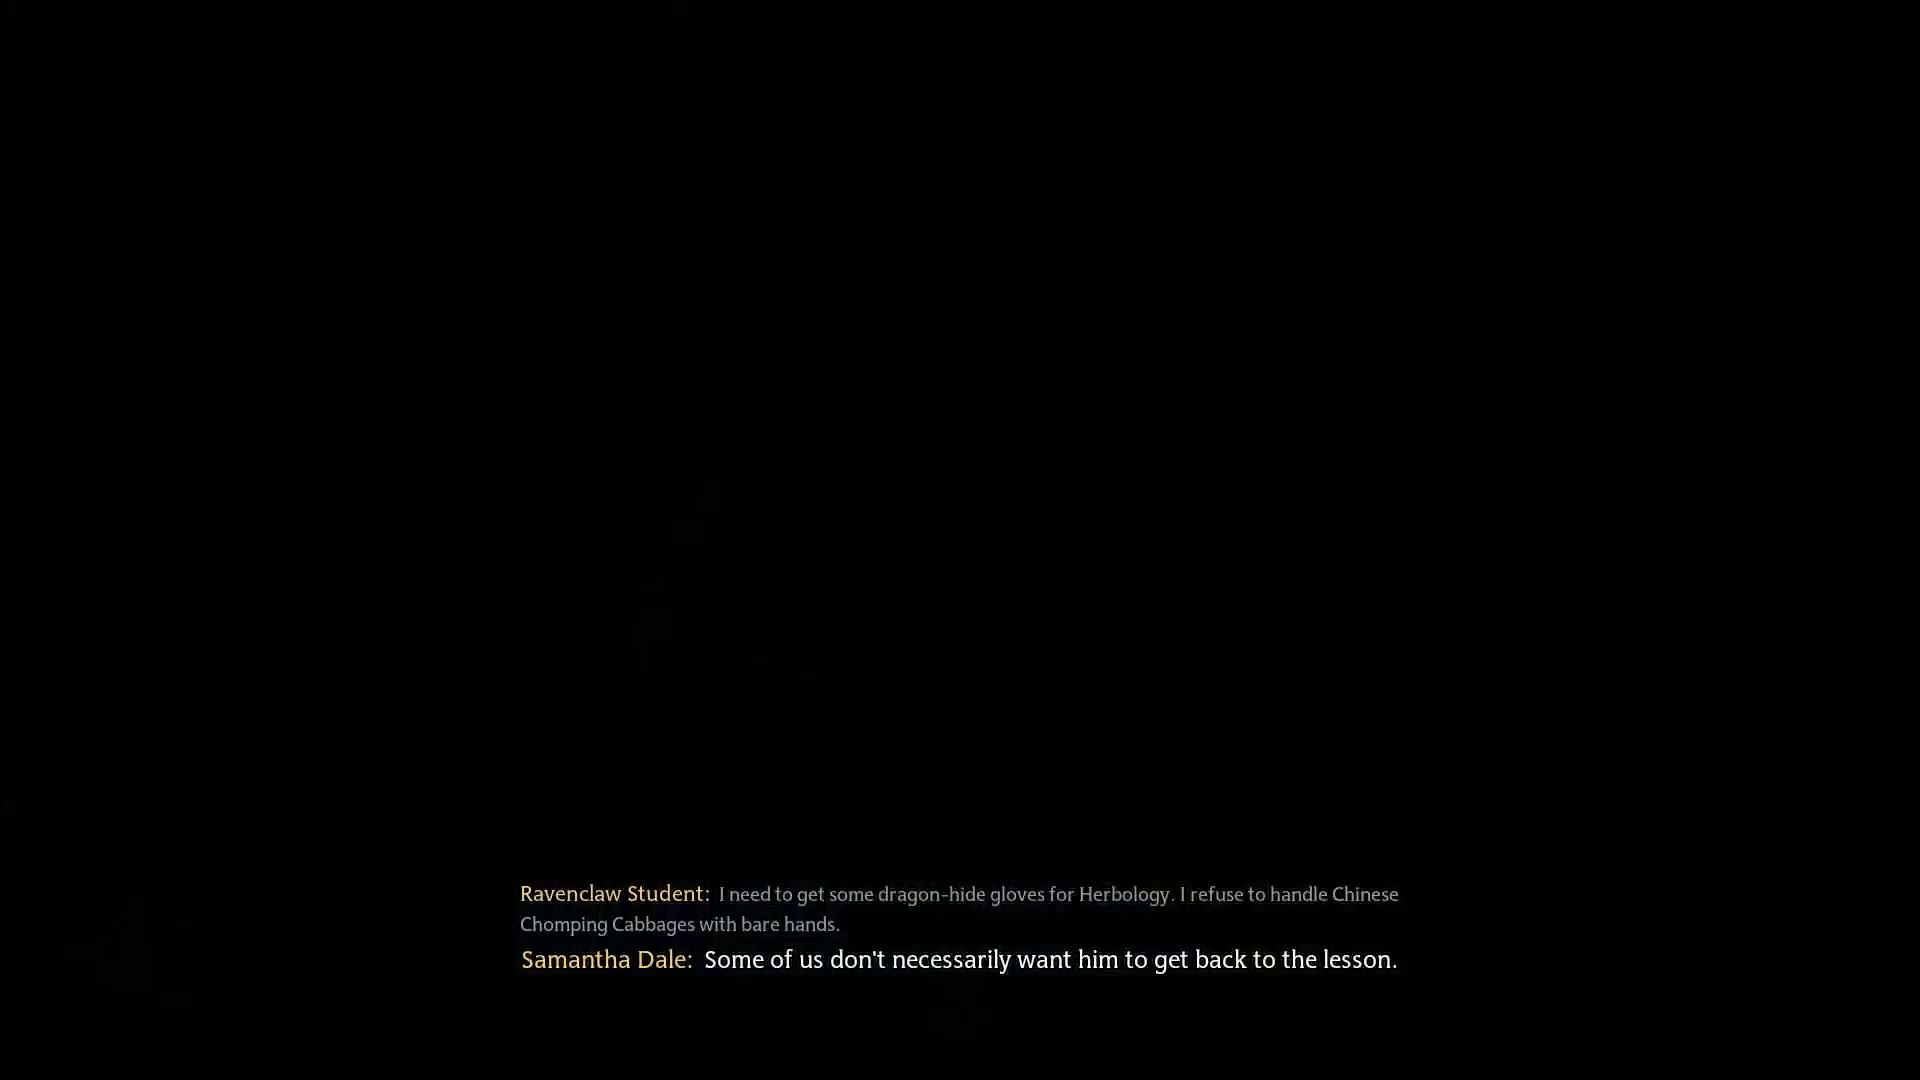 Ravenclaw Student: I need to get some dragon-hide gloves for Herbology. I refuse to handle Chinese
Chomping Cabbages with bare hands.
Samantha Dale: Some of us don't necessarily want him to get back to the lesson.